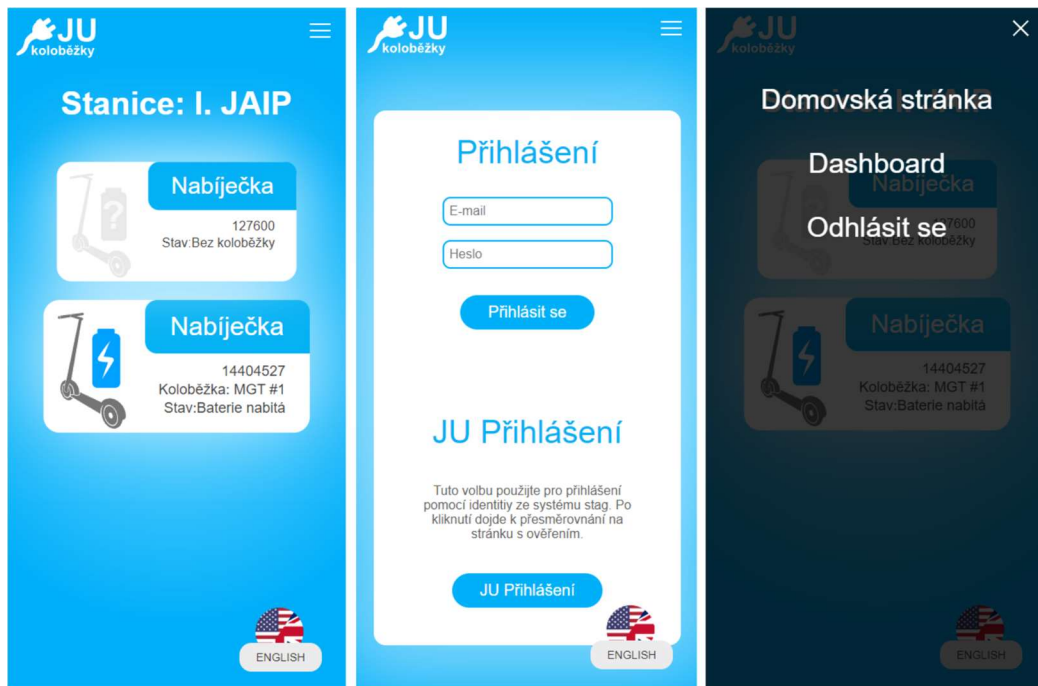 JU
koloběžky
Stanice: I. JAIP
Nabíječka
127600
Stav:Bez koloběžky
Nabíječka
14404527
Koloběžka: MGT #1
Stav:Baterie nabitá
ENGLISH
JU
koloběžky
Přihlášení
E-mail
Heslo
Přihlásit se
JU Přihlášení
Tuto volbu použijte pro přihlášení
pomocí identitiy ze systému stag. Po
kliknutí dojde k přesměrovnání na
stránku s ověřením.
JU Přihlášení
ENGLISH
JU
koloběžky
Domovská stránka
Dashboard
Nabíječka
Odhlásit se
127600
Stav:Bez koloběžky
Nabíječka
14404527
Koloběžka: MGT #1
Stav:Baterie nabitá
ENGLISH